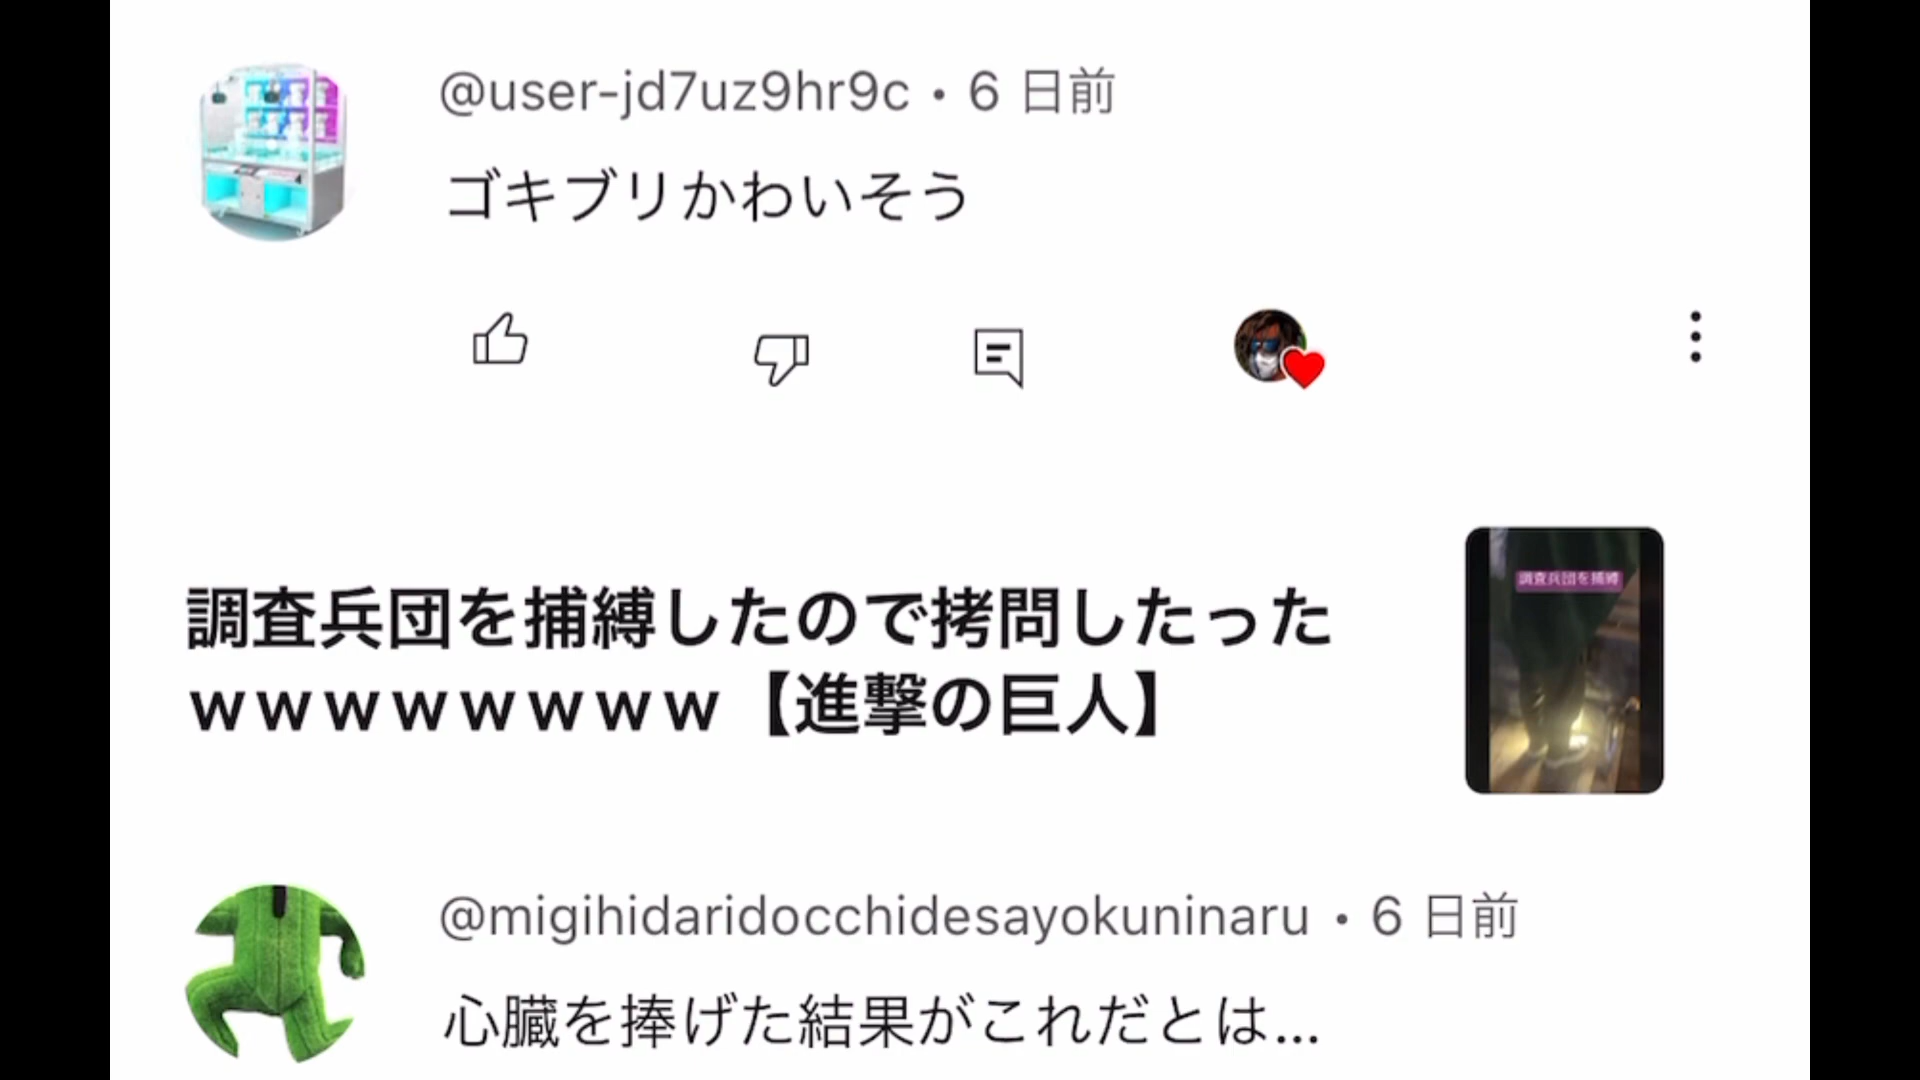 @user-jd7uz9hr9c・6 日前
ゴキブリかわいそう
調査兵団を捕縛したので拷問したった
ｗｗｗｗｗｗｗｗ【進撃の巨人】
調査兵団を捕縛
@migihidaridocchidesayokuninaru・6 日前
心臓を捧げた結果がこれだとは...